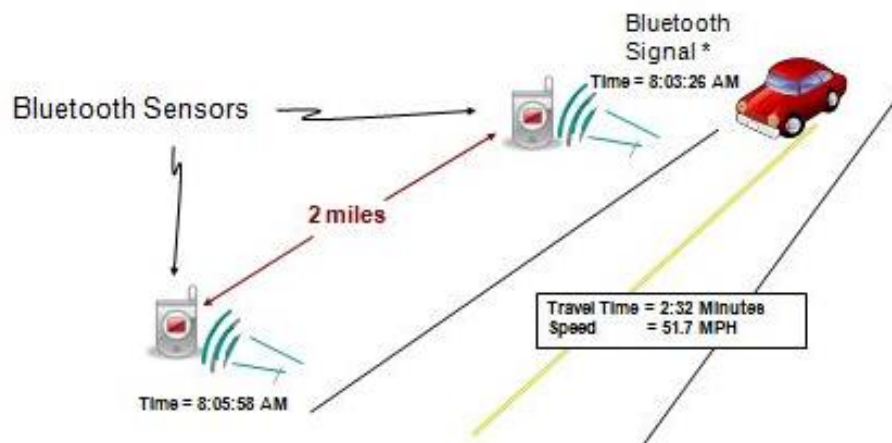 Bluetooth
Signal *
Time = 8:03:26 AM
Bluetooth Sensors
2 miles
Travel Time = 2:32 Minutes
Speed = 51.7 MPH
Time = 8:05:58 AM